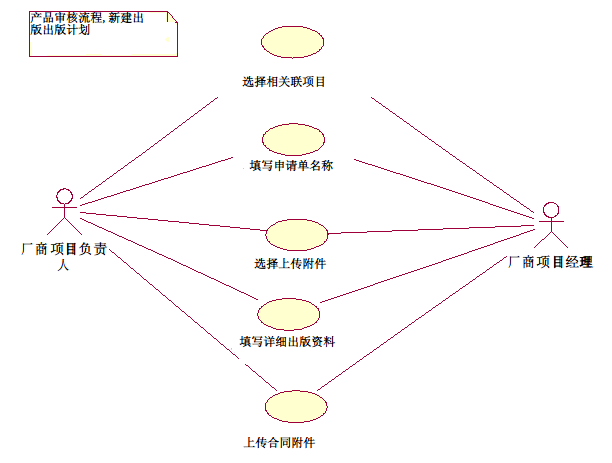 产品审核流程,新建出
版出版计划
选择相关联项目
填写申请单名称
厂商项目负责
人
选择上传附件
厂商项目经理
填写详细出版资料
上传合同附件